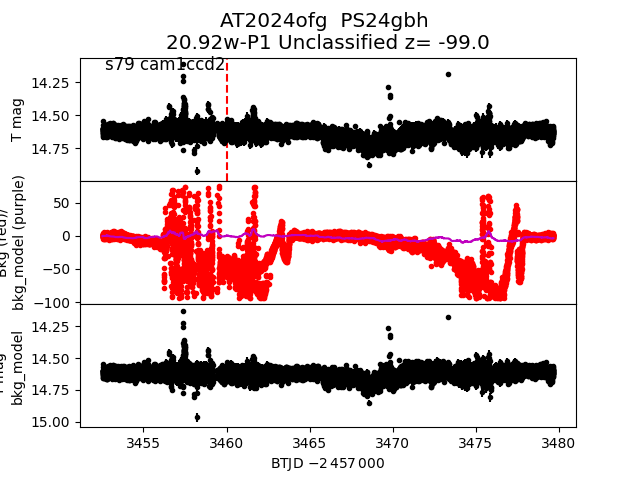 AT2024ofg PS24gbh
20.92w-P1 Unclassified z= -99.0
s79 cam1ccd2
14.25
14.50
14.75
T mag
50
0
−50
−100
Bkg (red)/
bkg_model (purple)
14.25
14.50
14.75
15.00
mag
bkg_model
3455
3460
3465
3470
3475
3480
BTJD −2 457 000